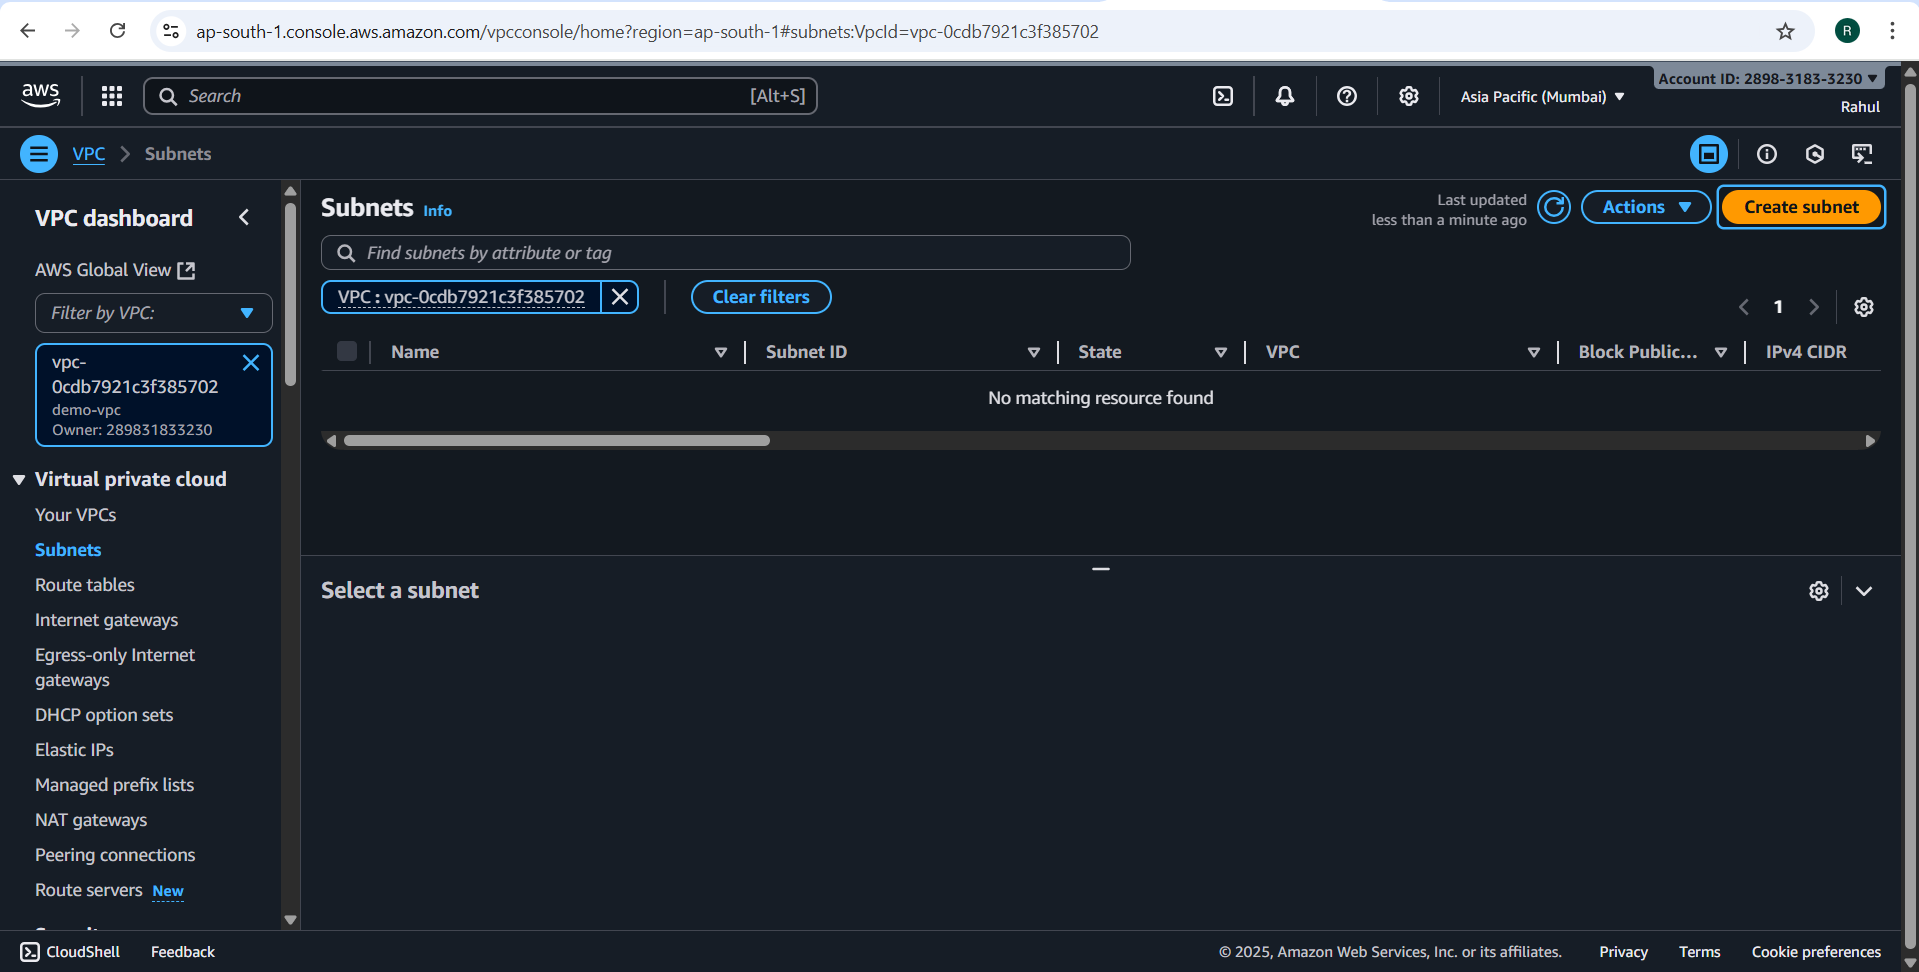 ap-south-1.console.aws.amazon.com/vpcconsole/home?region=ap-south-1#subnets:VpcId=vpc-0cdb7921c3f385702
R
aws
Search
[Alt+S]
Asia Pacific (Mumbai)
Account ID: 2898-3183-3230
Rahul
VPC
Subnets
VPC dashboard
AWS Global View
Filter by VPC:
vpc-
0cdb7921c3f385702
demo-vpc
Owner: 289831833230
Virtual private cloud
Your VPCs
Subnets
Route tables
Internet gateways
Egress-only Internet
gateways
DHCP option sets
Elastic IPs
Managed prefix lists
NAT gateways
Peering connections
Route servers New
Subnets Info
Last updated
less than a minute ago
Actions
Create subnet
Find subnets by attribute or tag
VPC : vpc-0cdb7921c3f385702
Clear filters
1
Name
Subnet ID
State
VPC
Block Public...
IPv4 CIDR
No matching resource found
Select a subnet
CloudShell
Feedback
© 2025, Amazon Web Services, Inc. or its affiliates.
Privacy
Terms
Cookie preferences